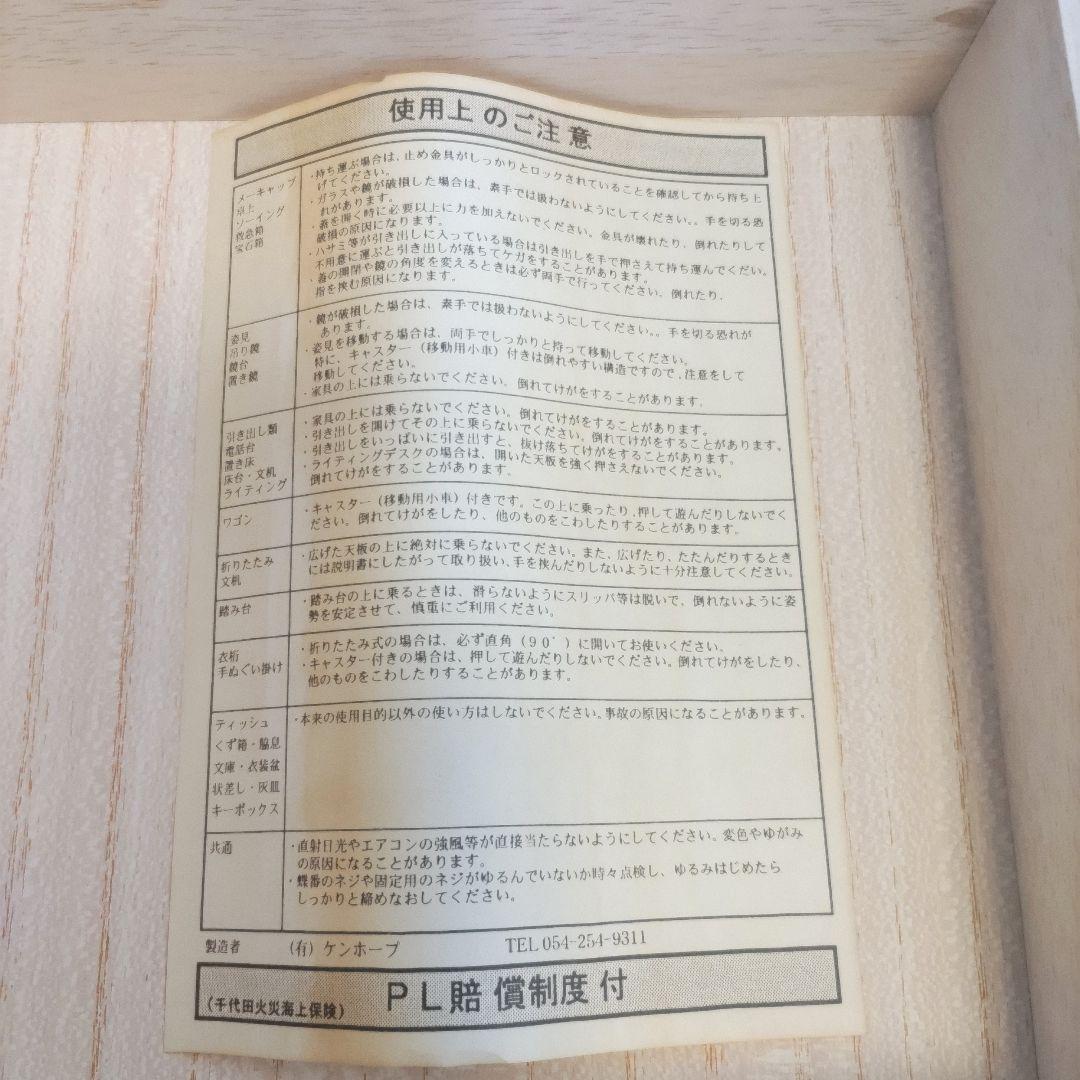 使用上のご注意
メーキャップ
卓上
ソーイング
救急箱
宝石箱
・持ち運ぶ場合は、止め金具がしっかりとロックされていることを確認してから持ち上
げてください。
・ガラスや鏡が破損した場合は、素手では扱わないようにしてください。。手を切る恐
れがあります。
・蓋を開く時に必要以上に力を加えないでください。金具が壊れたり、倒れたりして
破損の原因になります。
・ハサミ等が引き出しに入っている場合は引き出しを手で押さえて持ち運んでください。
不用意に運ぶと引き出しが落ちてケガをすることがあります。
・蓋の開閉や鏡の角度を変えるときは必ず両手で行ってください。倒れたり、
指を挟む原因になります。
姿見
吊り鏡
鏡台
置き鏡
・鏡が破損した場合は、素手では扱わないようにしてください。。手を切る恐れが
あります。
・姿見を移動する場合は、両手でしっかりと持って移動してください。
特に、キャスター（移動用小車）付きは倒れやすい構造ですので、注意をして
移動してください。
・家具の上には乗らないでください。倒れてけがをすることがあります。
引き出し類
電話台
置き床
床台・文机
ライティング
・家具の上には乗らないでください。倒れてけがをすることがあります。
・引き出しを開けてその上に乗らないでください。倒れてけがをすることがあります。
・引き出しをいっぱいに引き出すと、抜け落ちてけがをすることがあります。
・ライティングデスクの場合は、開いた天板を強く押さえないでください。
倒れてけがをすることがあります。
ワゴン
・キャスター（移動用小車）付きです。この上に乗ったり、押して遊んだりしないでく
ださい。倒れてけがをしたり、他のものをこわしたりすることがあります。
折りたたみ
文机
・広げた天板の上に絶対に乗らないでください。また、広げたり、たたんだりするとき
には説明書にしたがって取り扱い、手を挟んだりしないように十分注意してください。
踏み台
・踏み台の上に乗るときは、滑らないようにスリッパ等は脱いで、倒れないように姿
勢を安定させて、慎重にご利用ください。
衣桁
手ぬぐい掛け
・折りたたみ式の場合は、必ず直角（９０゜）に開いてお使いください。
・キャスター付きの場合は、押して遊んだりしないでください。倒れてけがをしたり、
他のものをこわしたりすることがあります。
ティッシュ
くず箱・脇息
文庫・衣装盆
状差し・灰皿
キーボックス
・本来の使用目的以外の使い方はしないでください。事故の原因になることがあります。
共通
・直射日光やエアコンの強風等が直接当たらないようにしてください。変色やゆがみ
の原因になることがあります。
・蝶番のネジや固定用のネジがゆるんでいないか時々点検し、ゆるみはじめたら
しっかりと締めなおしてください。
製造者　（有）ケンホープ　TEL 054-254-9311
（千代田火災海上保険）　ＰＬ賠償制度付